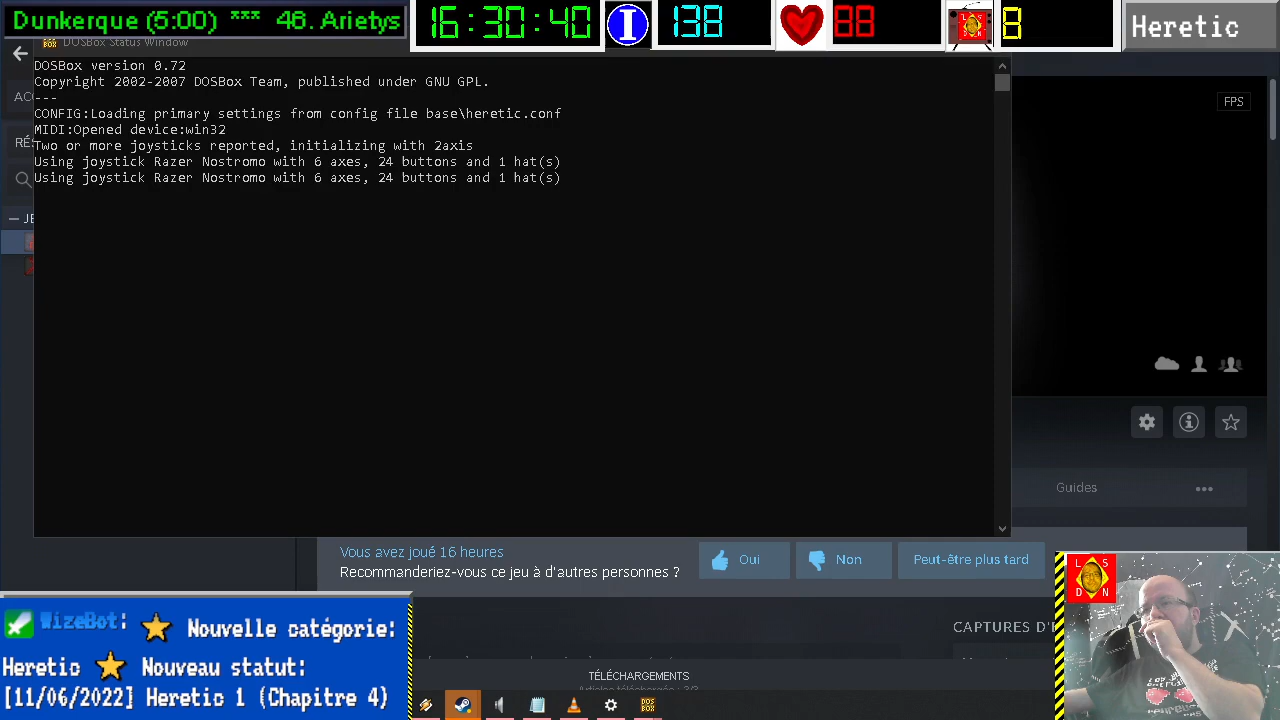 Dunkerque (5:00) *** 46. Arietys
16:30:40
I
138
88
8
Heretic
DOSBox Status Window
DOSBox version 0.72
Copyright 2002-2007 DOSBox Team, published under GNU GPL.
---
CONFIG:Loading primary settings from config file base\heretic.conf
MIDI:Opened device:win32
Two or more joysticks reported, initializing with 2axis
Using joystick Razer Nostromo with 6 axes, 24 buttons and 1 hat(s)
Using joystick Razer Nostromo with 6 axes, 24 buttons and 1 hat(s)
FPS
Guides
Vous avez joué 16 heures
Recommanderiez-vous ce jeu à d'autres personnes ?
Oui
Non
Peut-être plus tard
CAPTURES D'
TÉLÉCHARGEMENTS
WizeBot: Nouvelle catégorie:
Heretic Nouveau statut:
[11/06/2022] Heretic 1 (Chapitre 4)
L S
D N
DOS
BOX